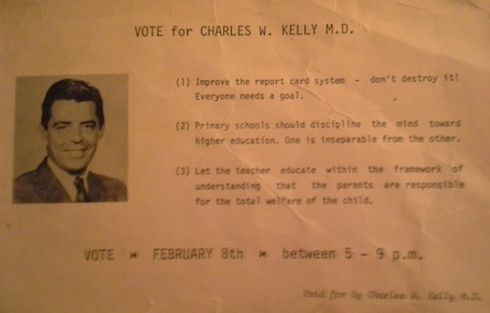 VOTE for CHARLES W. KELLY M.D.
(1) Improve the report card system - don't destroy it!
Everyone needs a goal.
(2) Primary schools should discipline the mind toward
higher education. One is inseparable from the other.
(3) Let the teacher educate within the framework of
understanding that the parents are responsible
for the total welfare of the child.
VOTE * FEBRUARY 8th * between 5 - 9 p.m.
Paid for by Charles W. Kelly M.D.